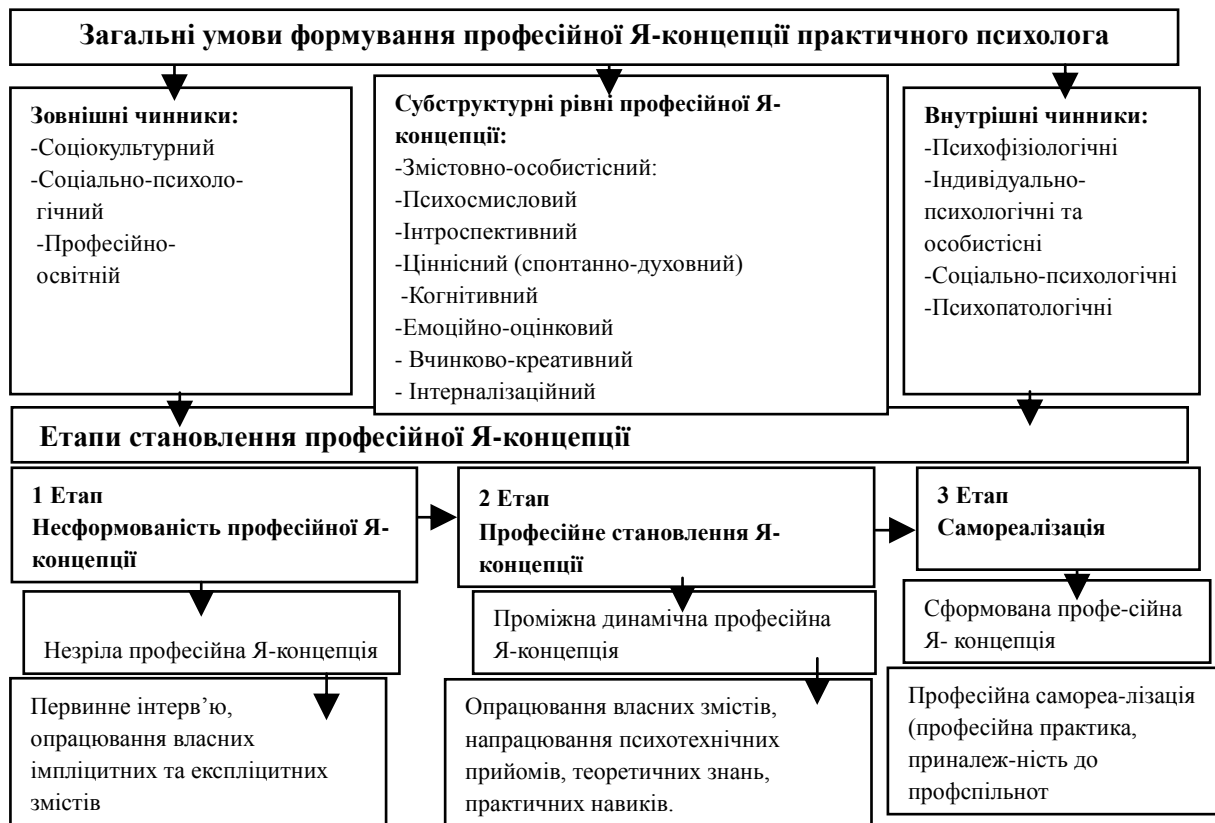 Загальні умови формування професійної Я-концепції практичного психолога
Зовнішні чинники:
-Соціокультурний
-Соціально-психоло-
гічний
-Професійно-
освітній
Субструктурні рівні професійної Я-
концепції:
-Змістовно-особистісний:
-Психосмисловий
-Інтроспективний
-Ціннісний (спонтанно-духовний)
-Когнітивний
-Емоційно-оцінковий
- Вчинково-креативний
- Інтерналізаційний
Внутрішні чинники:
-Психофізіологічні
-Індивідуально-
психологічні та
особистісні
-Соціально-психологічні
-Психопатологічні
Етапи становлення професійної Я-концепції
1 Етап
Несформованість професійної Я-
концепції
2 Етап
Професійне становлення Я-
концепції
3 Етап
Самореалізація
Незріла професійна Я-концепція
Проміжна динамічна професійна
Я-концепція
Сформована профе-сійна
Я- концепція
Первинне інтерв’ю,
опрацювання власних
імпліцитних та експліцитних
змістів
Опрацювання власних змістів,
напрацювання психотехнічних
прийомів, теоретичних знань,
практичних навиків.
Професійна самореа-лізація
(професійна практика,
приналеж-ність до
профспільнот